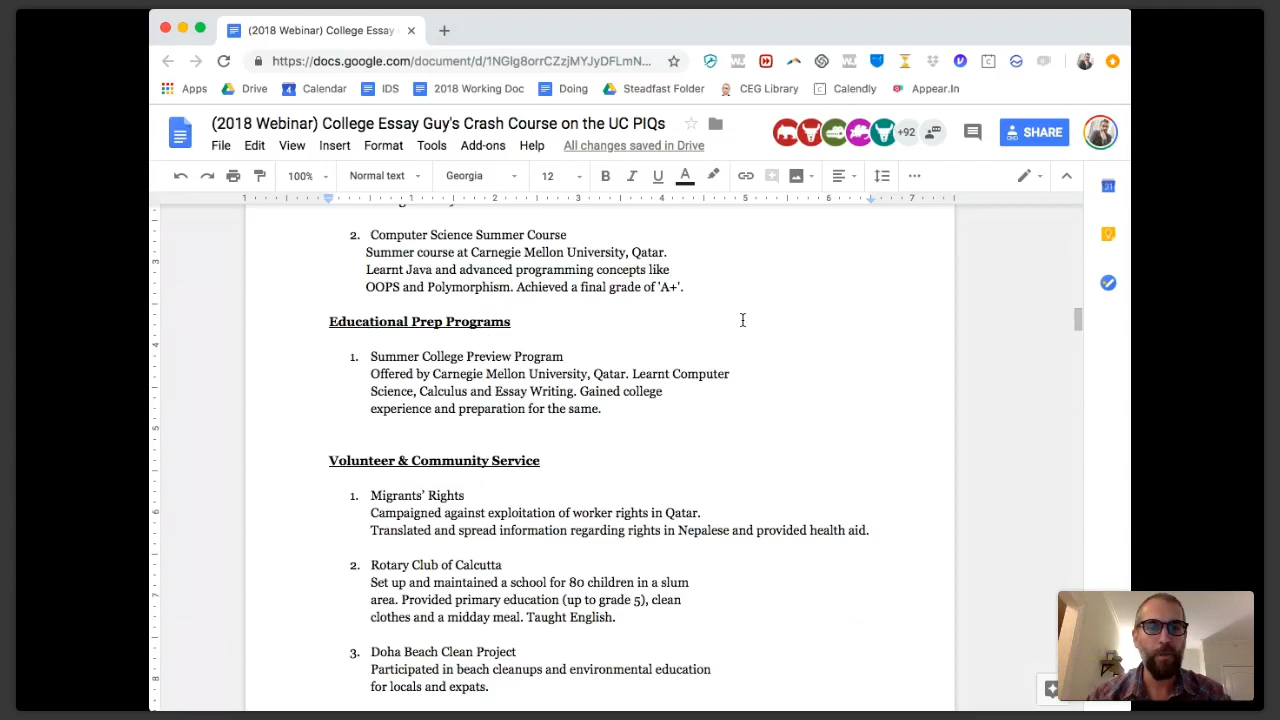 (2018 Webinar) College Essay
https://docs.google.com/document/d/1NGlg8orrCZzjMYJyDFLmN...
Apps Drive Calendar IDS 2018 Working Doc Doing Steadfast Folder CEG Library Calendly Appear.In
(2018 Webinar) College Essay Guy's Crash Course on the UC PIQs
+92
SHARE
File Edit View Insert Format Tools Add-ons Help All changes saved in Drive
100% Normal text Georgia 12 B I U A
1 1 2 3 4 5 6 7
2. Computer Science Summer Course
Summer course at Carnegie Mellon University, Qatar.
Learnt Java and advanced programming concepts like
OOPS and Polymorphism. Achieved a final grade of 'A+'.
Educational Prep Programs
1. Summer College Preview Program
Offered by Carnegie Mellon University, Qatar. Learnt Computer
Science, Calculus and Essay Writing. Gained college
experience and preparation for the same.
Volunteer & Community Service
1. Migrants' Rights
Campaigned against exploitation of worker rights in Qatar.
Translated and spread information regarding rights in Nepalese and provided health aid.
2. Rotary Club of Calcutta
Set up and maintained a school for 80 children in a slum
area. Provided primary education (up to grade 5), clean
clothes and a midday meal. Taught English.
3. Doha Beach Clean Project
Participated in beach cleanups and environmental education
for locals and expats.